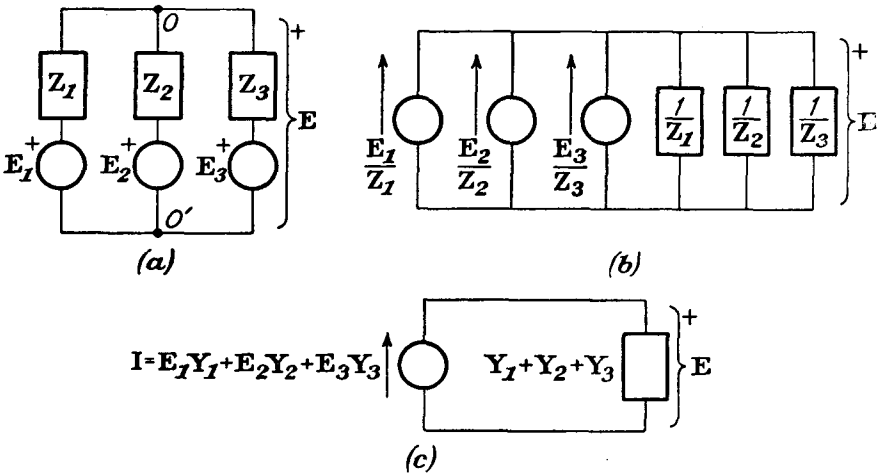 O
+
Z₁ Z₂ Z₃
E
+ + +
E₁ E₂ E₃
O'
(a)
+
E₁/Z₁ E₂/Z₂ E₃/Z₃ 1/Z₁ 1/Z₂ 1/Z₃
(b)
+
I=E₁Y₁+E₂Y₂+E₃Y₃ Y₁+Y₂+Y₃ E
(c)